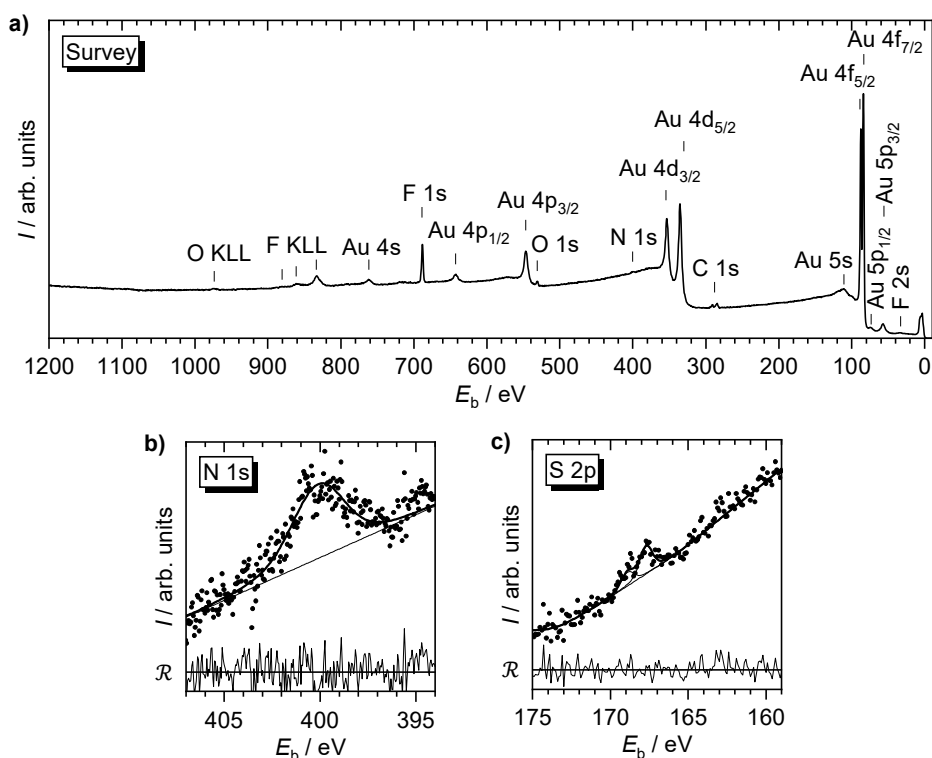 a)
Survey
I / arb. units
O KLL
F KLL
Au 4s
F 1s
Au 4p1/2
Au 4p3/2
O 1s
N 1s
Au 4d3/2
Au 4d5/2
C 1s
Au 5s
Au 4f5/2
Au 4f7/2
Au 5p1/2
Au 5p3/2
F 2s
1200 1100 1000 900 800 700 600 500 400 300 200 100 0
Eb / eV
b)
N 1s
I / arb. units
ℛ
405 400 395
Eb / eV
c)
S 2p
I / arb. units
ℛ
175 170 165 160
Eb / eV